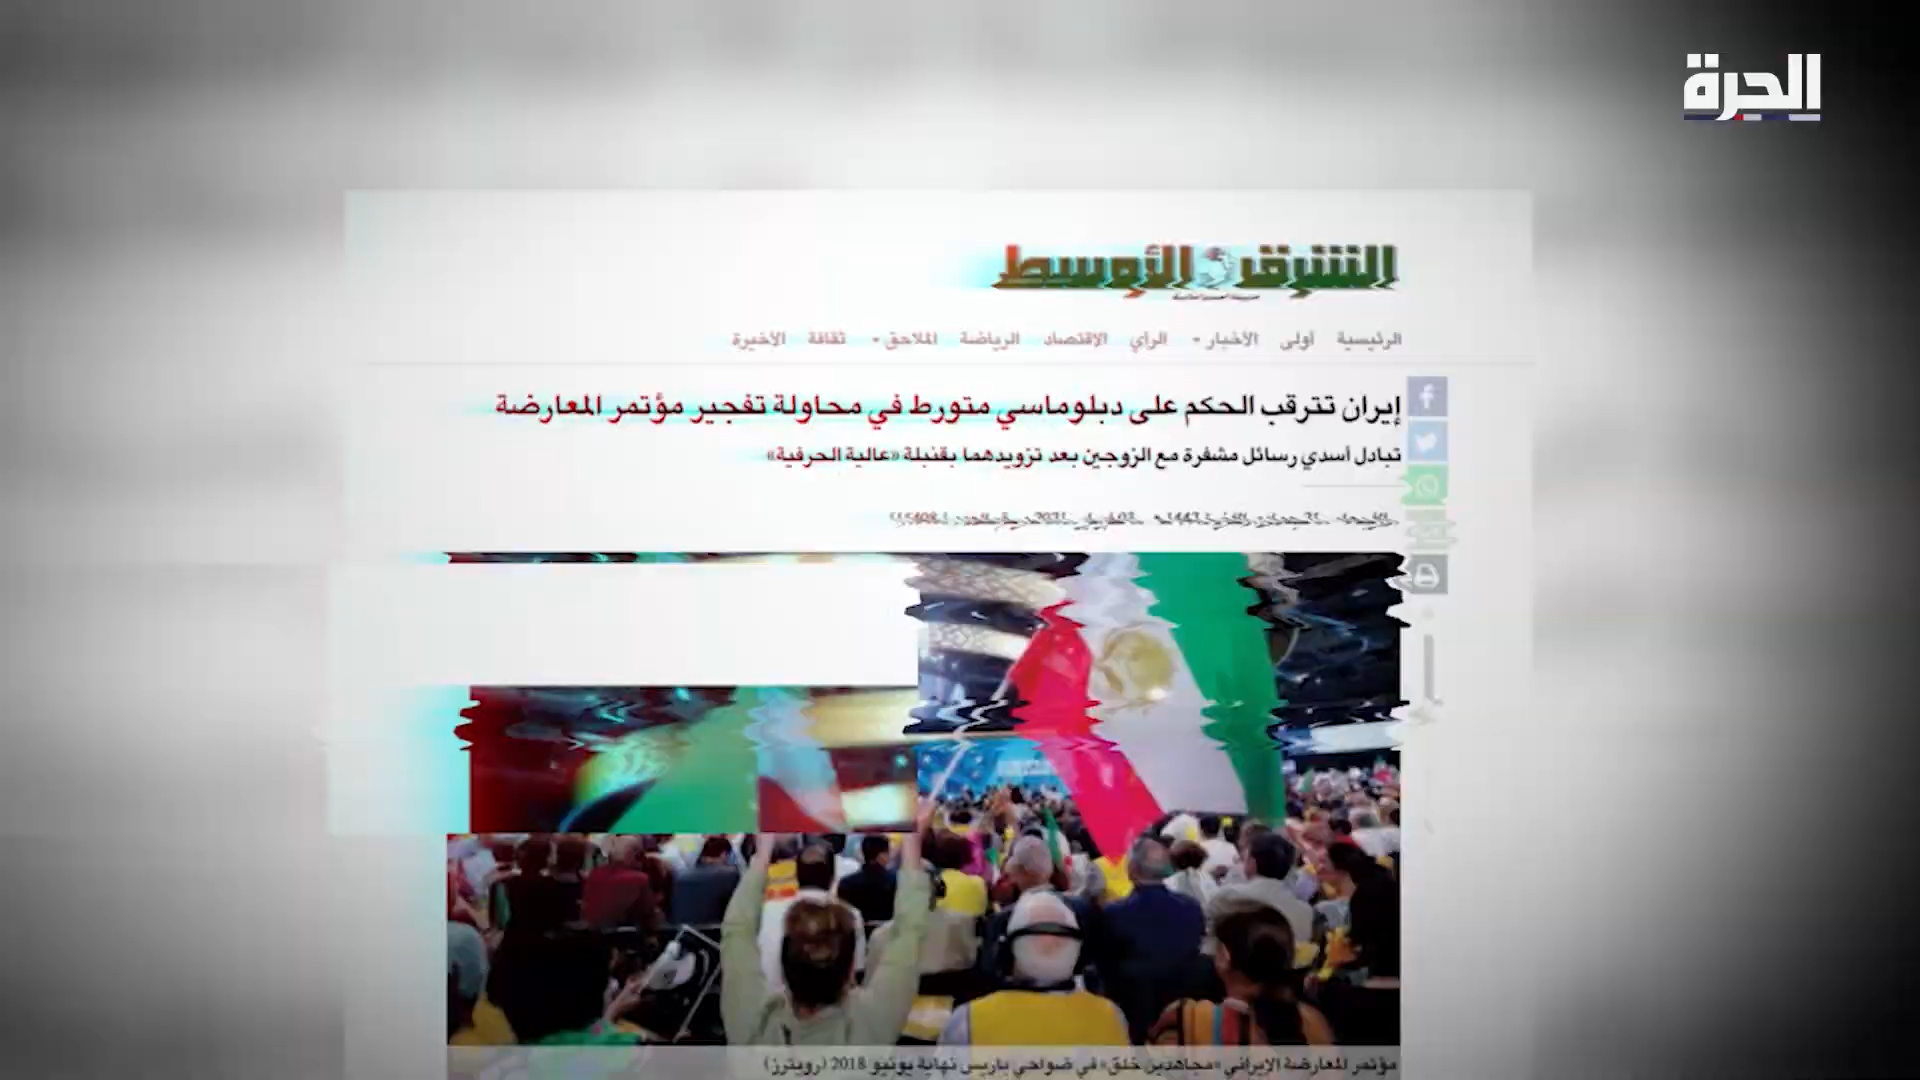 الحرة
الشرق الأوسط
الرئيسية أولى الأخبار الرأي الاقتصاد الرياضة الملاحق ثقافة الأخيرة
إيران تترقب الحكم على دبلوماسي متورط في محاولة تفجير مؤتمر المعارضة
تبادل أسدي رسائل مشفرة مع الزوجين بعد تزويدهما بقنبلة «عالية الحرفية»
مؤتمر للمعارضة الإيراني «مجاهدين خلق» في ضواحي باريس نهاية يونيو 2018 (رويترز)